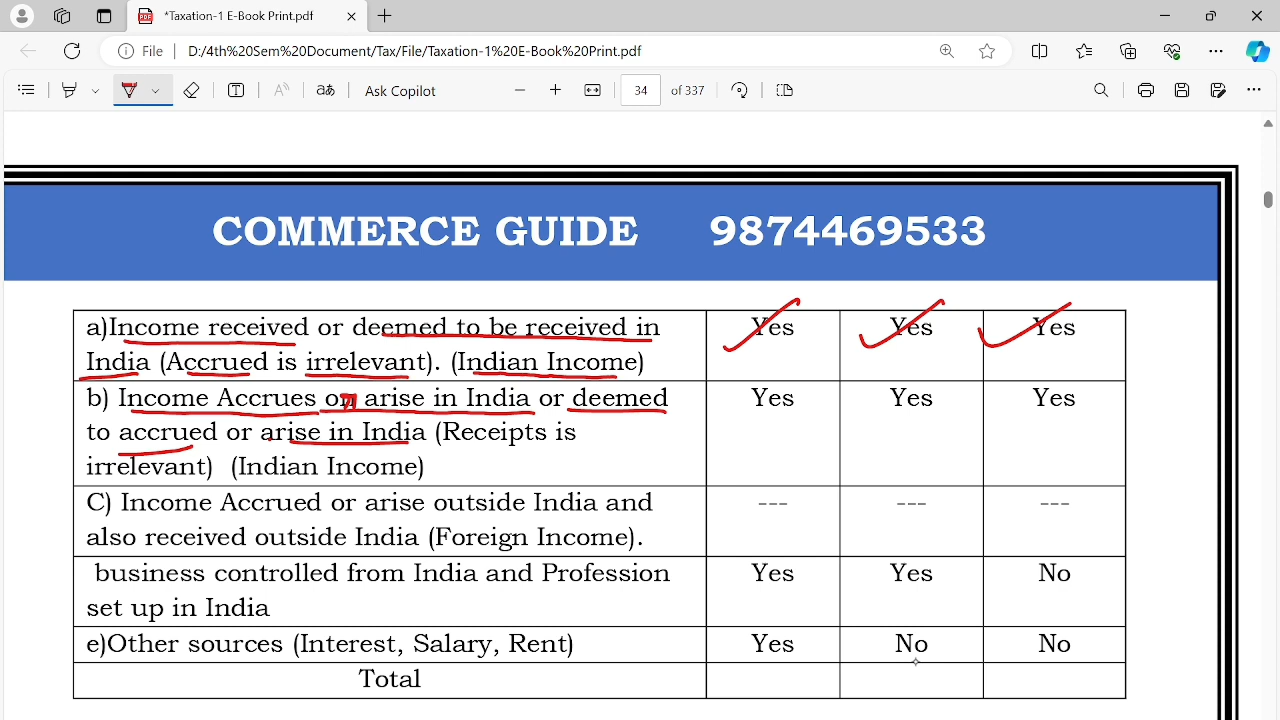 *Taxation-1 E-Book Print.pdf
File D:/4th%20Sem%20Document/Tax/File/Taxation-1%20E-Book%20Print.pdf
Ask Copilot 34 of 337
COMMERCE GUIDE 9874469533
a)Income received or deemed to be received in Yes Yes Yes
India (Accrued is irrelevant). (Indian Income)
b) Income Accrues on arise in India or deemed Yes Yes Yes
to accrued or arise in India (Receipts is
irrelevant) (Indian Income)
C) Income Accrued or arise outside India and --- --- ---
also received outside India (Foreign Income).
business controlled from India and Profession Yes Yes No
set up in India
e)Other sources (Interest, Salary, Rent) Yes No No
Total